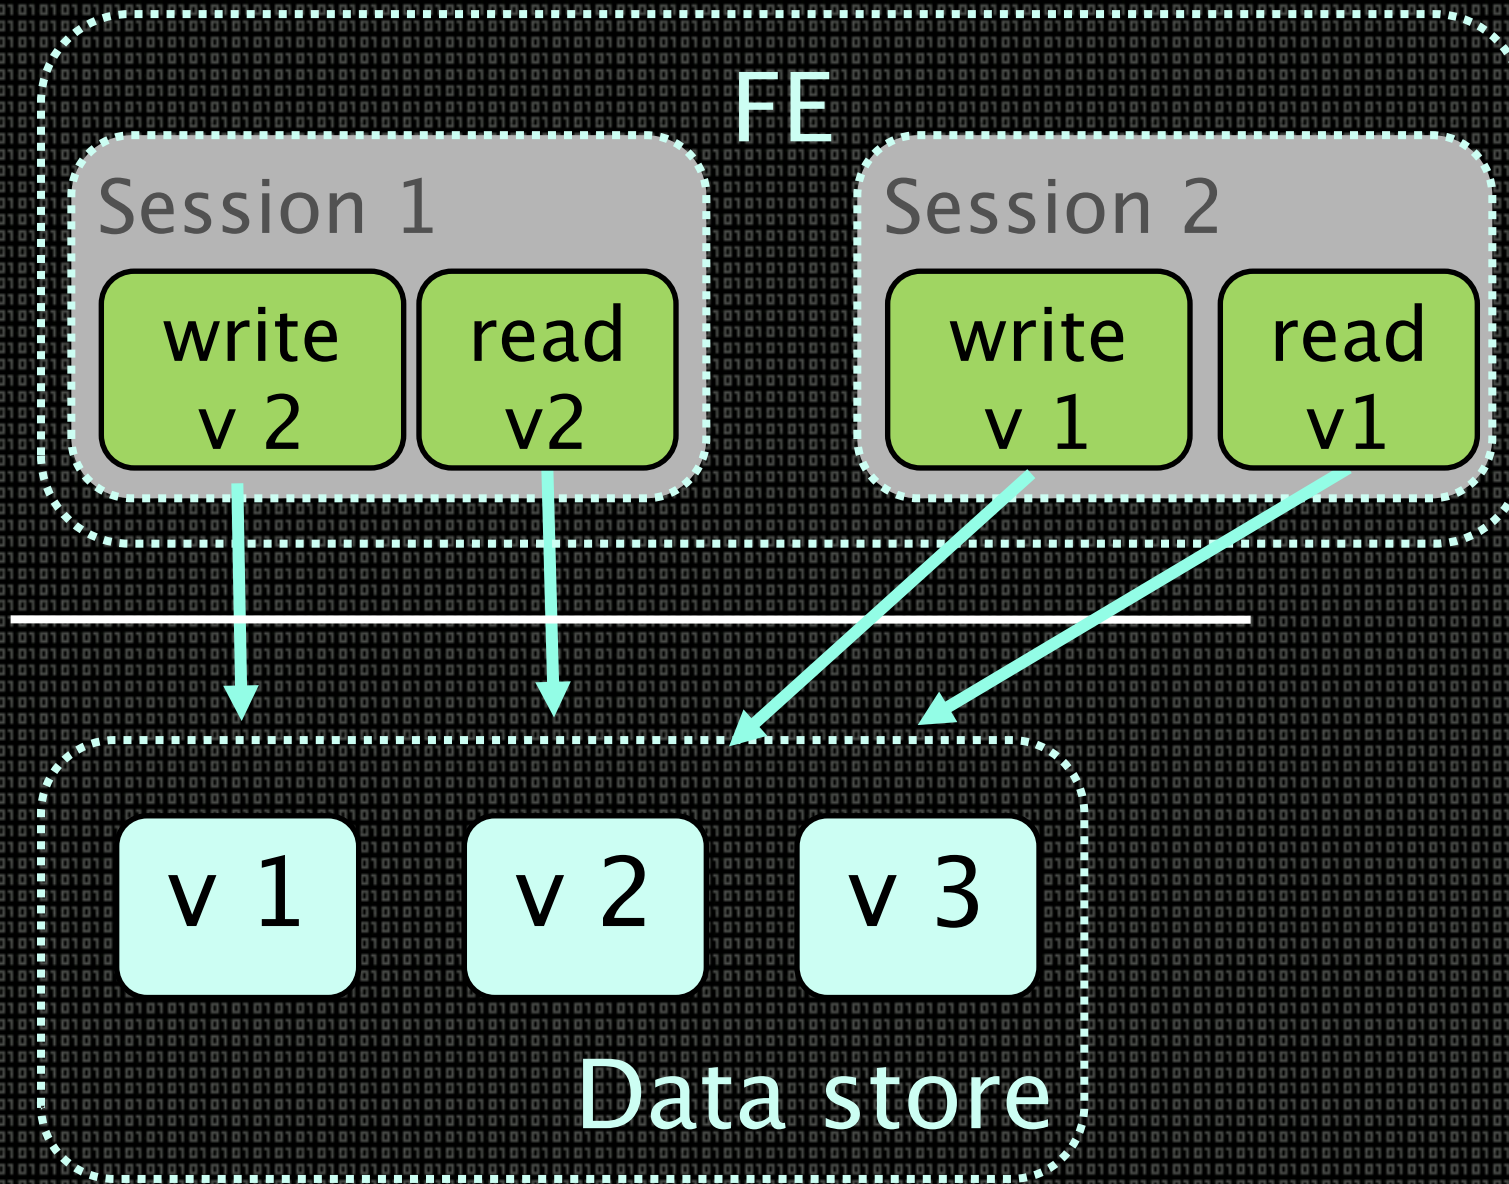 FE
Session 1
write
v 2
read
v2
Session 2
write
v 1
read
v1
v 1
v 2
v 3
Data store